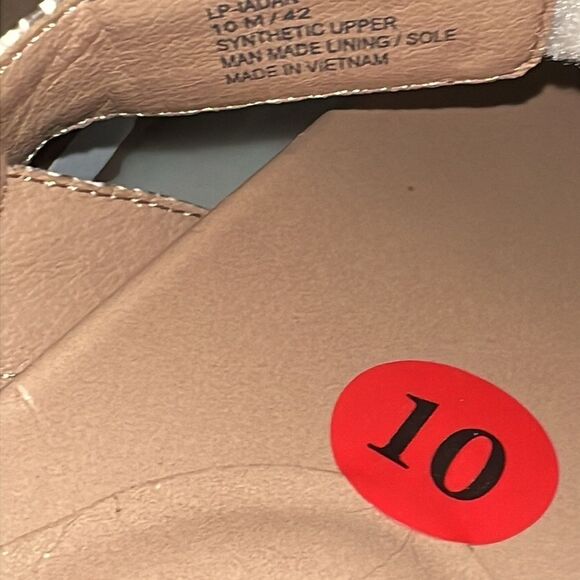 10 M / 42
SYNTHETIC UPPER
MAN MADE LINING / SOLE
MADE IN VIETNAM
10